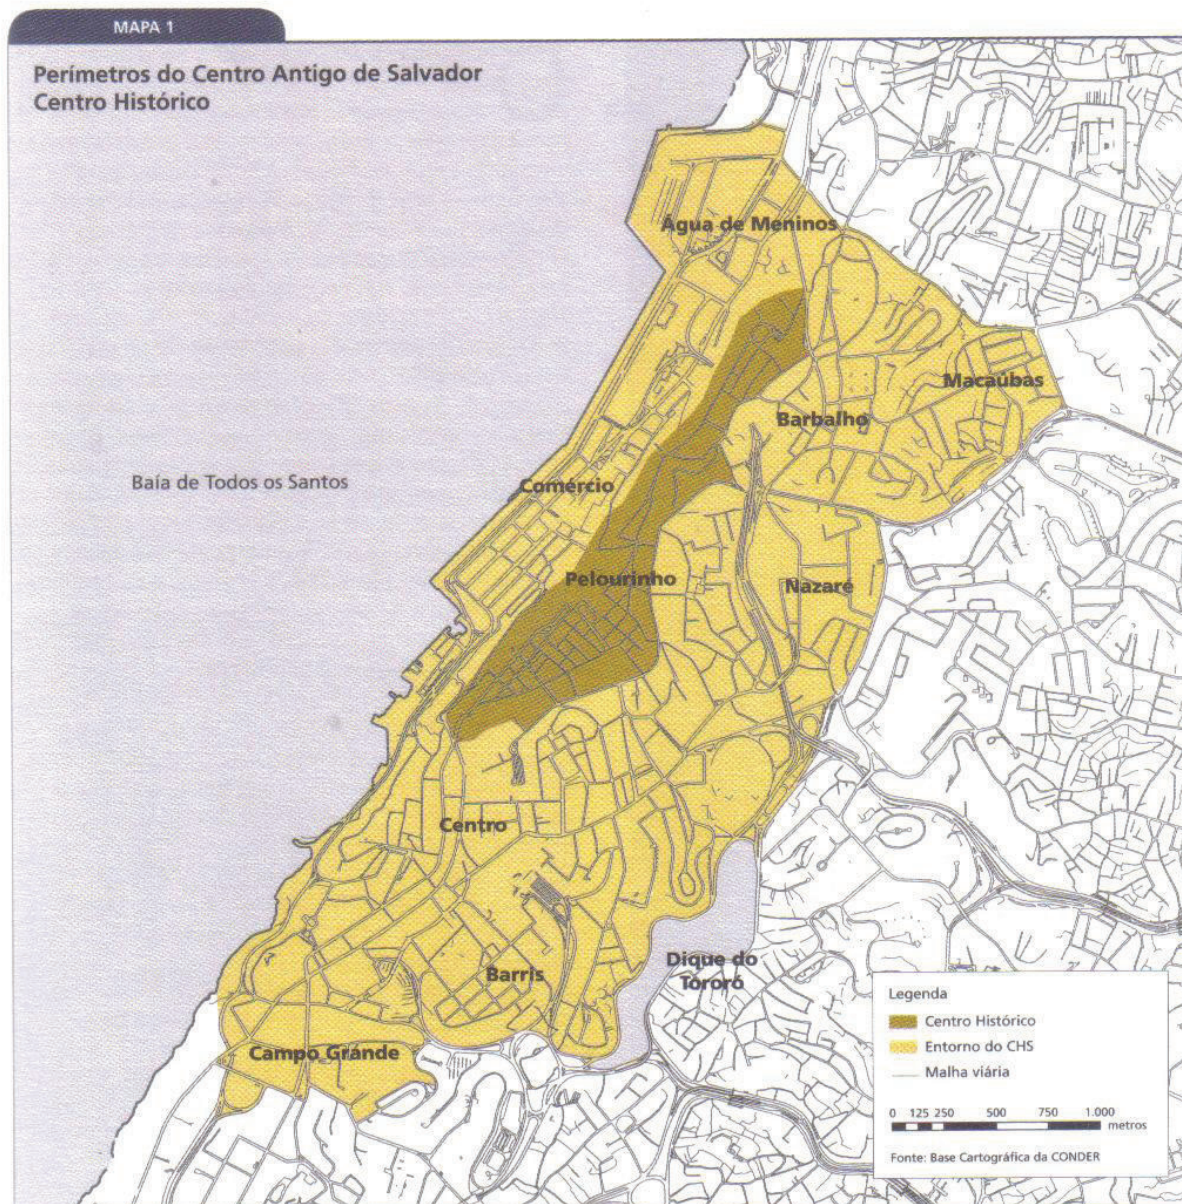 MAPA 1
Perímetros do Centro Antigo de Salvador
Centro Histórico
Água de Meninos
Macaúbas
Barbalho
Baía de Todos os Santos
Comércio
Pelourinho
Nazaré
Centro
Barris
Dique do
Tororó
Campo Grande
Legenda
Centro Histórico
Entorno do CHS
Malha viária
0 125 250 500 750 1.000
metros
Fonte: Base Cartográfica da CONDER